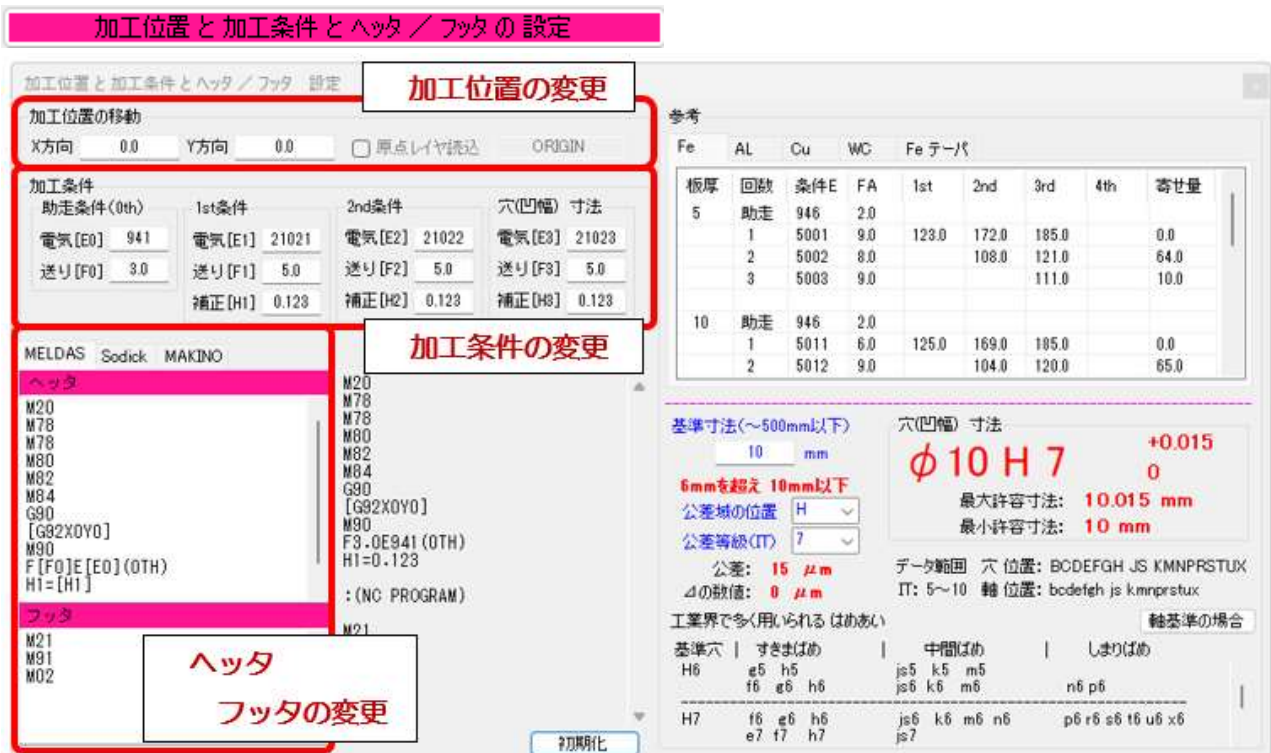 加工位置 と 加工条件 と ヘッタ ／ フッタ の 設定
加工位置 と 加工条件 と ヘッタ ／ フッタ 設定
加工位置の変更
加工位置の移動
X方向 0.0 Y方向 0.0 原点レイヤ読込 ORIGIN
加工条件
助走条件(0th) 1st条件 2nd条件 穴(凹幅) 寸法
電気[E0] 941 電気[E1] 21021 電気[E2] 21022 電気[E3] 21023
送り[F0] 3.0 送り[F1] 5.0 送り[F2] 5.0 送り[F3] 5.0
補正[H1] 0.123 補正[H2] 0.123 補正[H3] 0.123
加工条件の変更
MELDAS Sodick MAKINO
ヘッタ
M20
M78
M78
M80
M82
M84
G90
[G92X0Y0]
M90
F[F0]E[E0](0TH)
H1=[H1]
フッタ
M21
M91
M02
ヘッタ
フッタの変更
M20
M78
M78
M80
M82
M84
G90
[G92X0Y0]
M90
F3.0E941(0TH)
H1=0.123
:(NC PROGRAM)
M21
初期化
参考
Fe AL Cu WC Fe テーパ
板厚 回数 条件E FA 1st 2nd 3rd 4th 寄せ量
5 助走 946 2.0
1 5001 9.0 123.0 172.0 185.0 0.0
2 5002 8.0 108.0 121.0 64.0
3 5003 9.0 111.0 10.0
10 助走 946 2.0
1 5011 6.0 125.0 169.0 185.0 0.0
2 5012 9.0 104.0 120.0 65.0
基準寸法(～500mm以下)
10 mm
6mmを超え 10mm以下
公差域の位置 H
公差等級(IT) 7
公差: 15 μm
⊿の数値: 0 μm
穴(凹幅) 寸法
φ10 H 7 +0.015
0
最大許容寸法: 10.015 mm
最小許容寸法: 10 mm
データ範囲 穴 位置: BCDEFGH JS KMNPRSTUX
IT: 5～10 軸 位置: bcdefgh js kmnprstux
工業界で多く用いられる はめあい 軸基準の場合
基準穴 | すきまばめ | 中間ばめ | しまりばめ
H6 g5 h5 js5 k5 m5
f6 g6 h6 js6 k6 m6 n6 p6
H7 f6 g6 h6 js6 k6 m6 n6 p6 r6 s6 t6 u6 x6
e7 f7 h7 js7